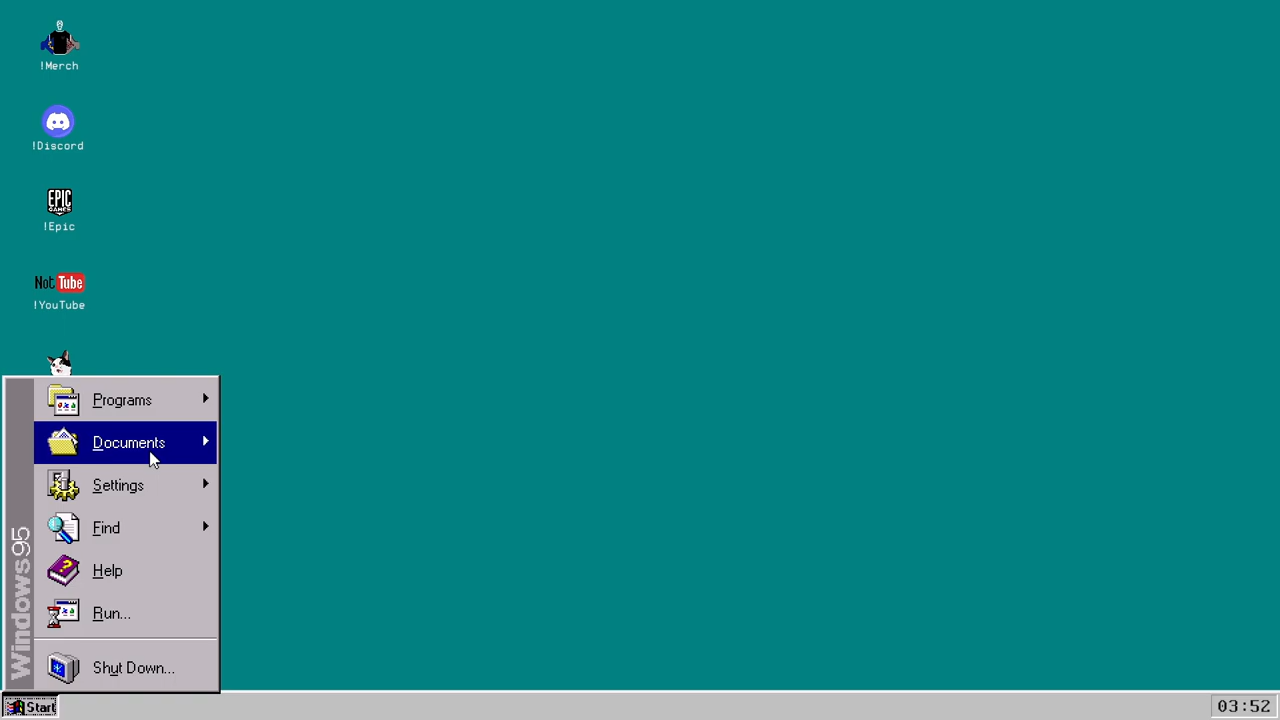 !Merch
!Discord
EPIC
GAMES
!Epic
Not Tube
!YouTube
Programs
Documents
Settings
Find
Help
Run...
Shut Down...
Windows95
Start
03:52